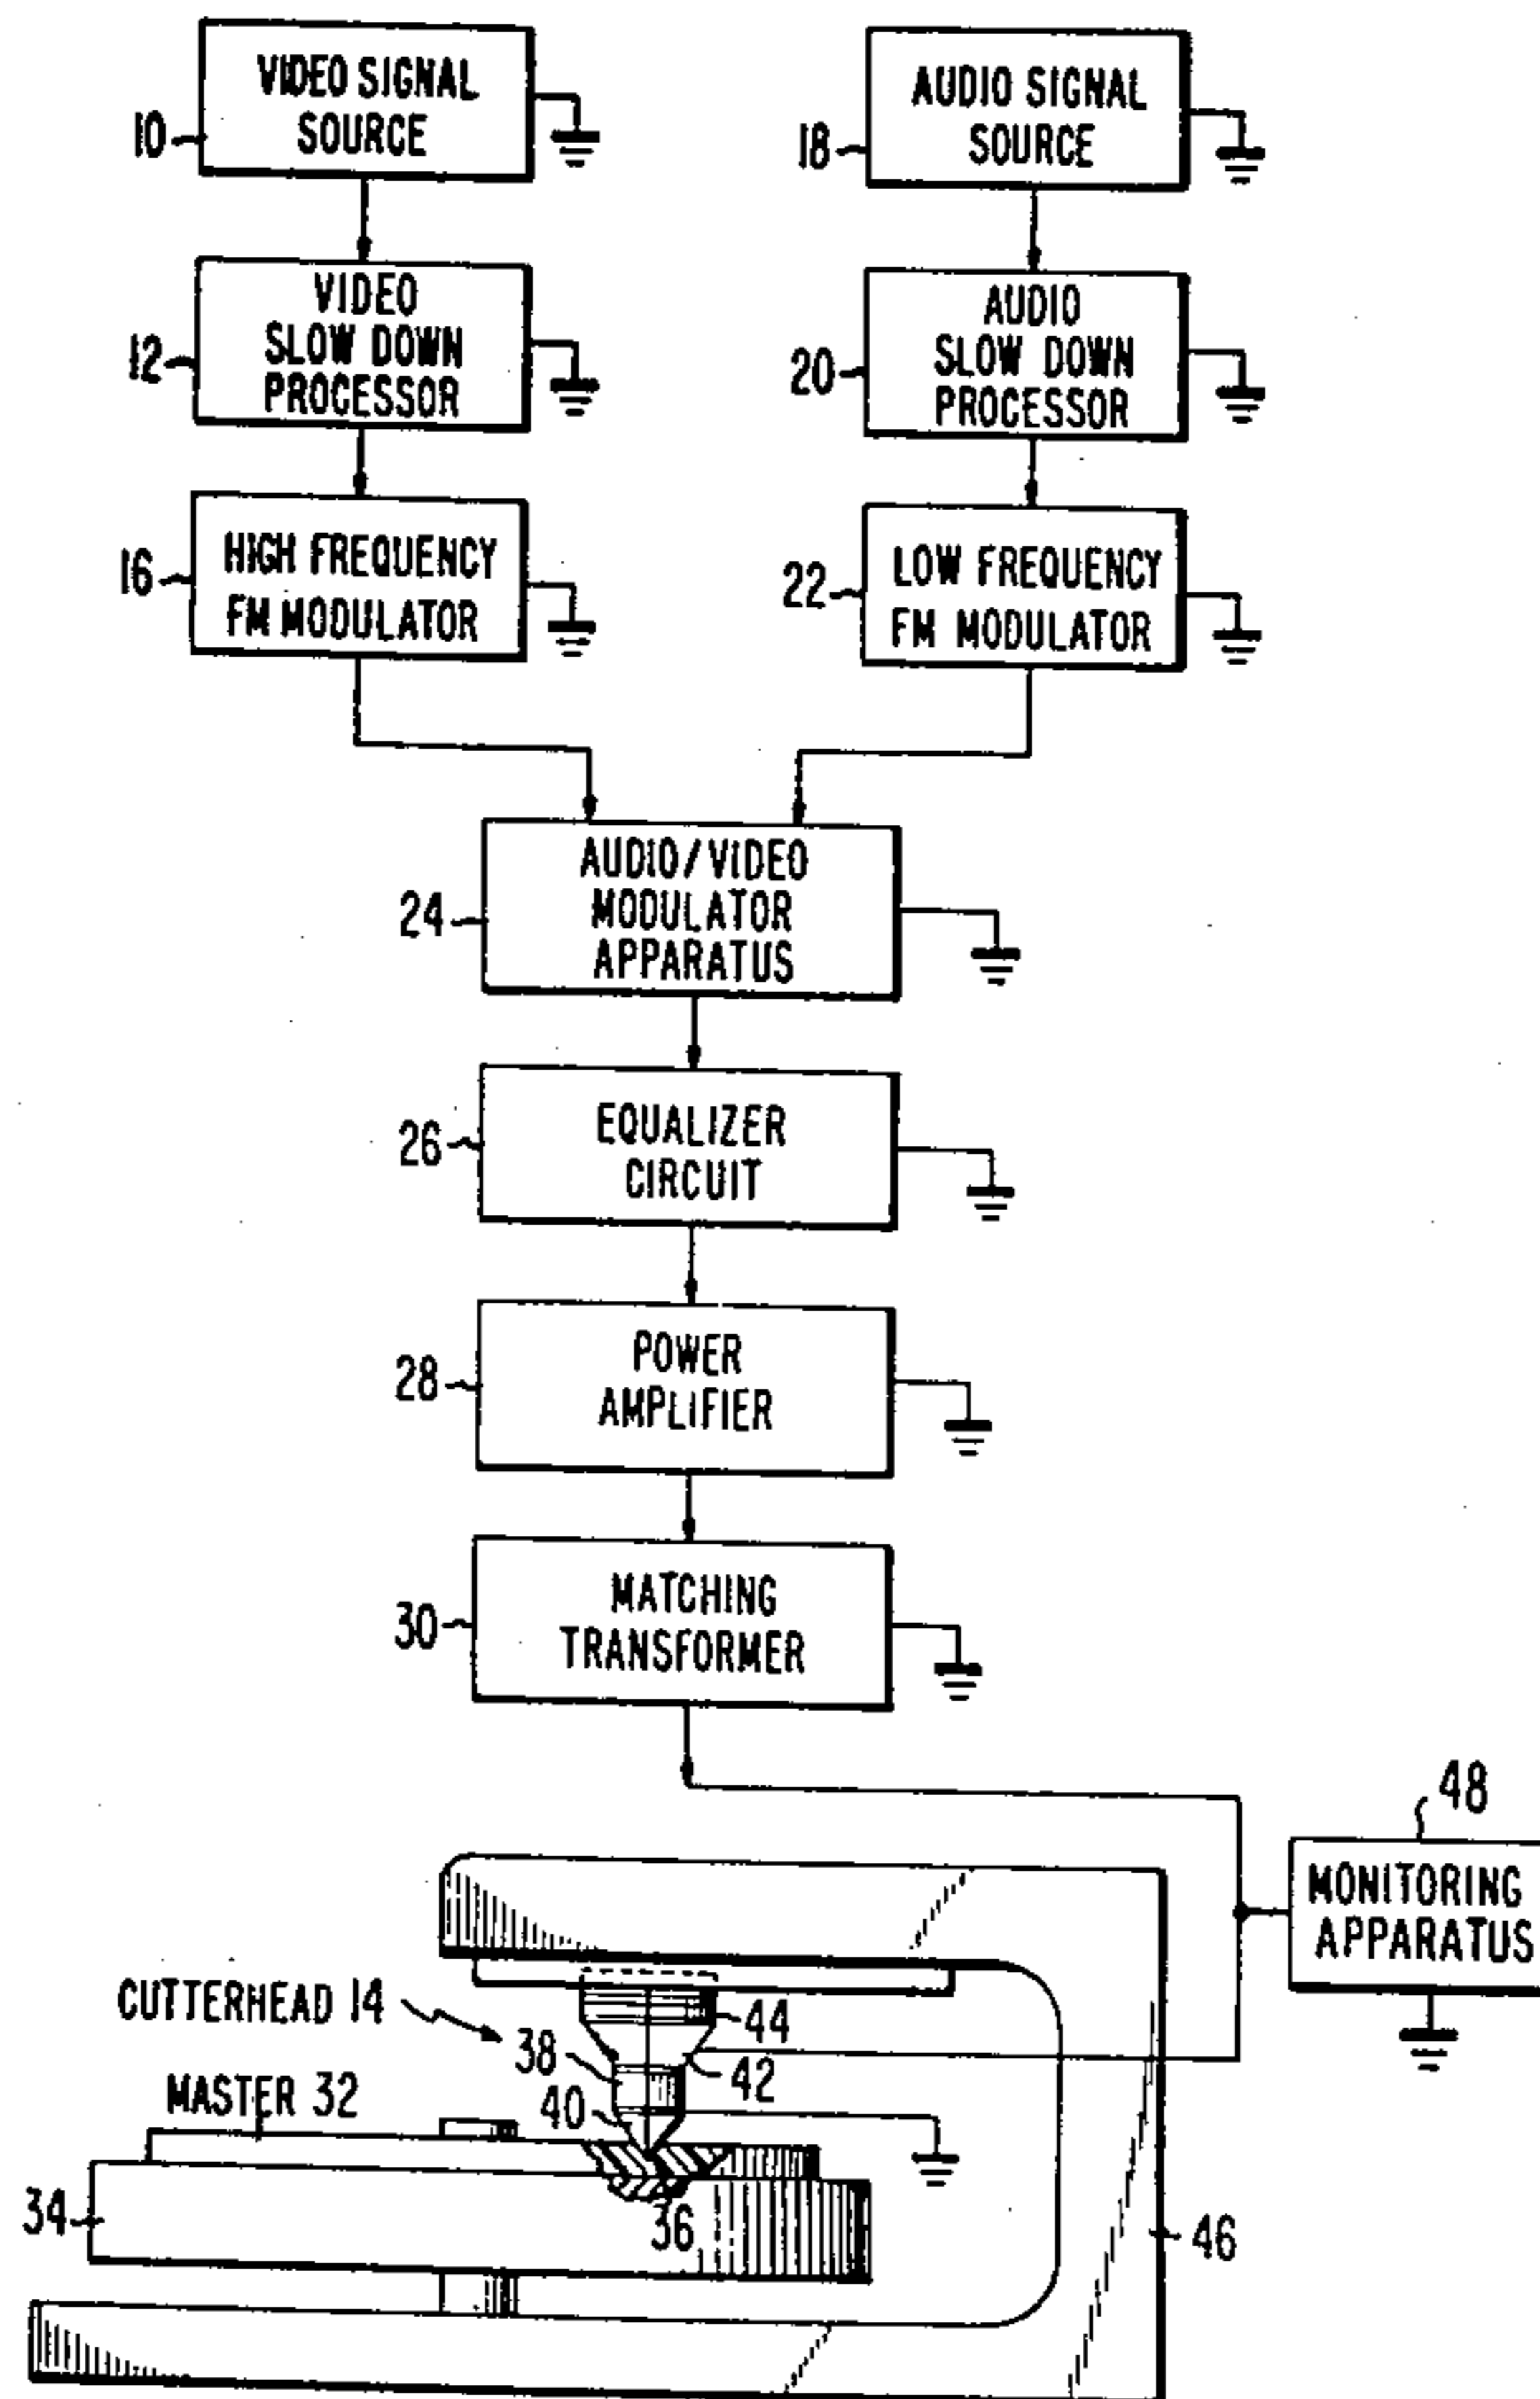 VIDEO SIGNAL
SOURCE
10
AUDIO SIGNAL
SOURCE
18
VIDEO
SLOW DOWN
PROCESSOR
12
AUDIO
SLOW DOWN
PROCESSOR
20
HIGH FREQUENCY
FM MODULATOR
16
LOW FREQUENCY
FM MODULATOR
22
AUDIO/VIDEO
MODULATOR
APPARATUS
24
EQUALIZER
CIRCUIT
26
POWER
AMPLIFIER
28
MATCHING
TRANSFORMER
30
48
MONITORING
APPARATUS
CUTTERHEAD 14
44
38
42
MASTER 32
40
34
36
46